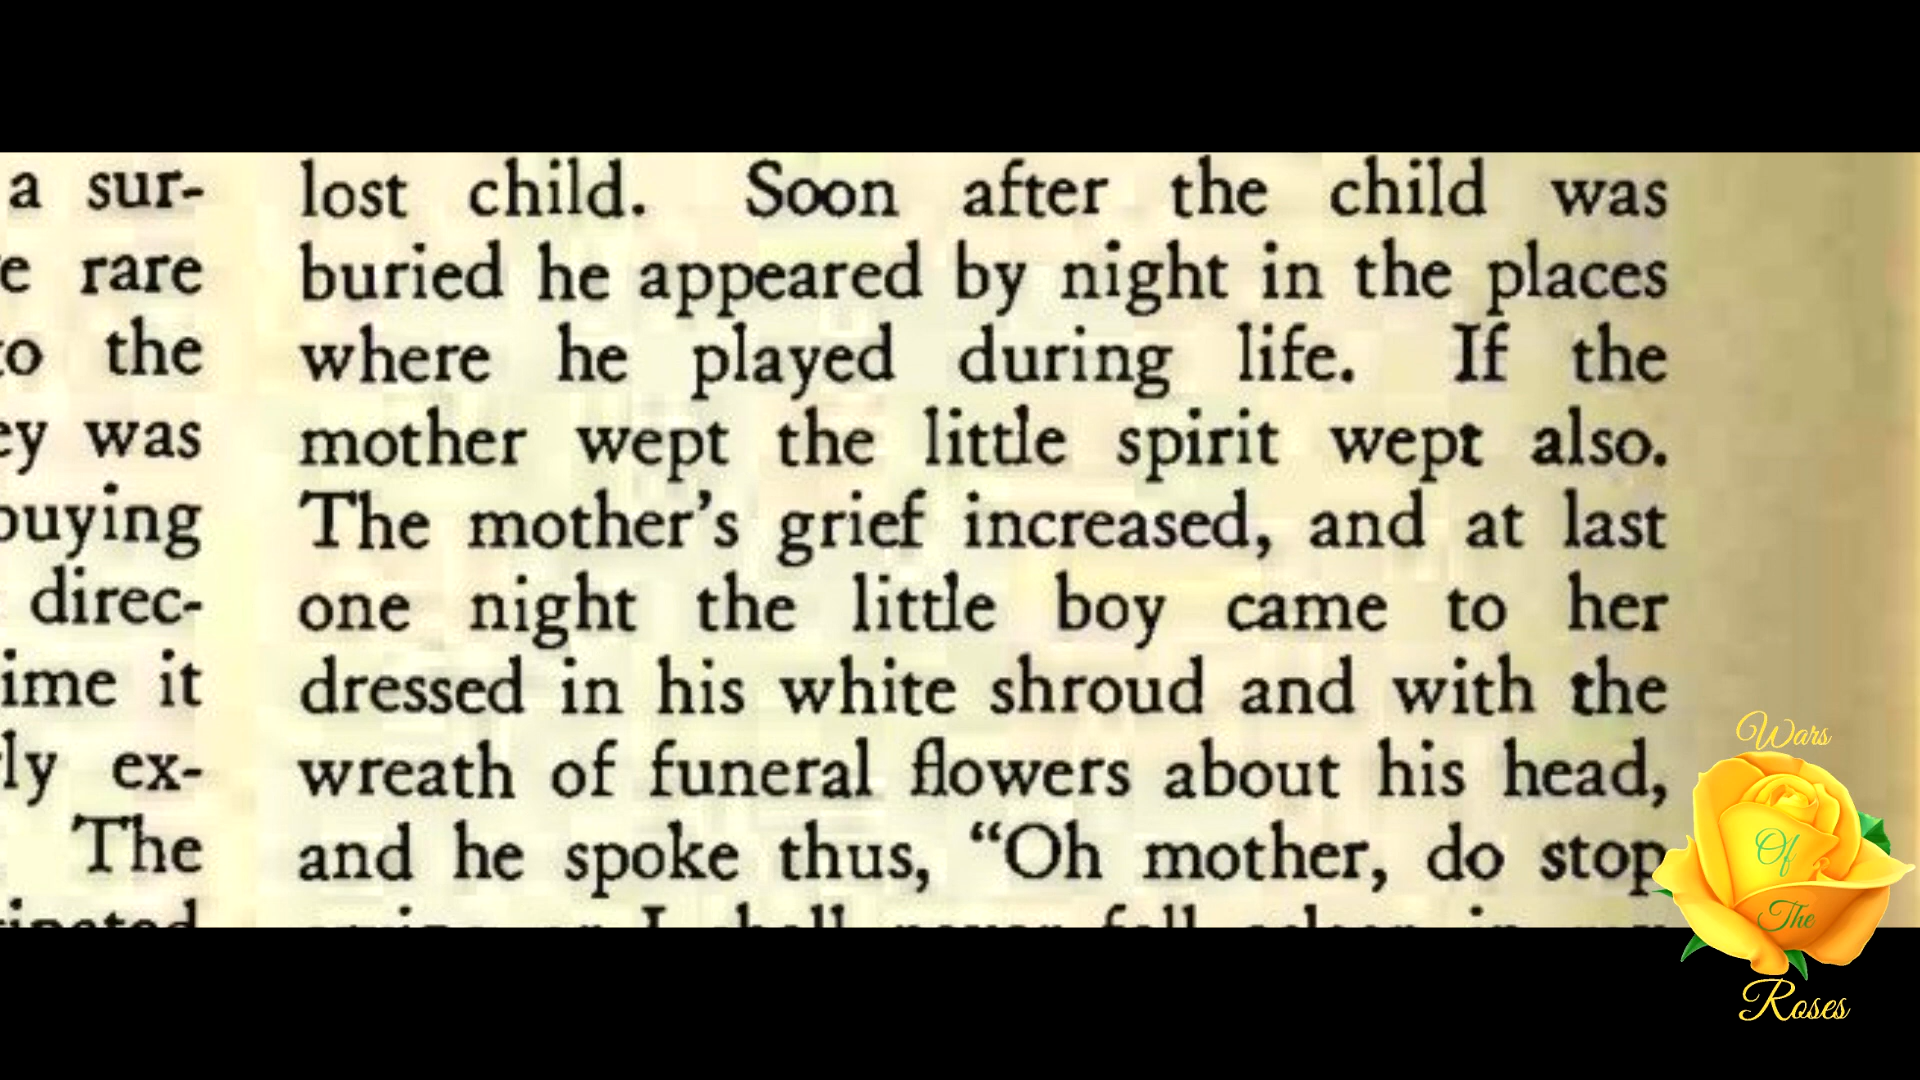 a sur-
rare
the
was
direc-
it
ex-
The
lost child. Soon after the child was
buried he appeared by night in the places
where he played during life. If the
mother wept the little spirit wept also.
The mother's grief increased, and at last
one night the little boy came to her
dressed in his white shroud and with the
wreath of funeral flowers about his head,
and he spoke thus, "Oh mother, do stop
Wars
Of
The
Roses